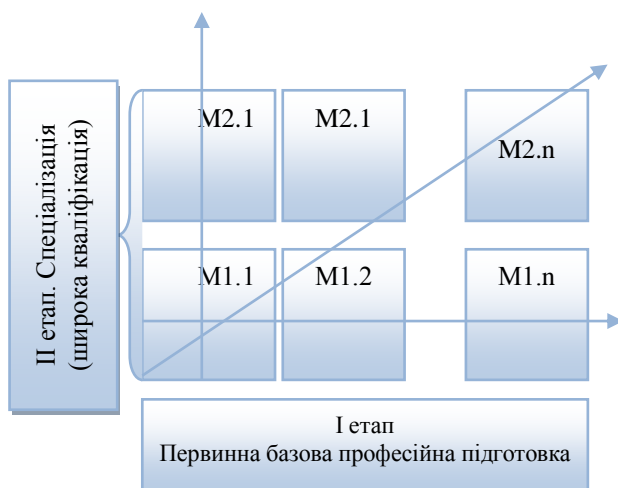 ІІ етап. Спеціалізація
(широка кваліфікація)
М2.1
М2.1
М2.n
М1.1
М1.2
М1.n
І етап
Первинна базова професійна підготовка